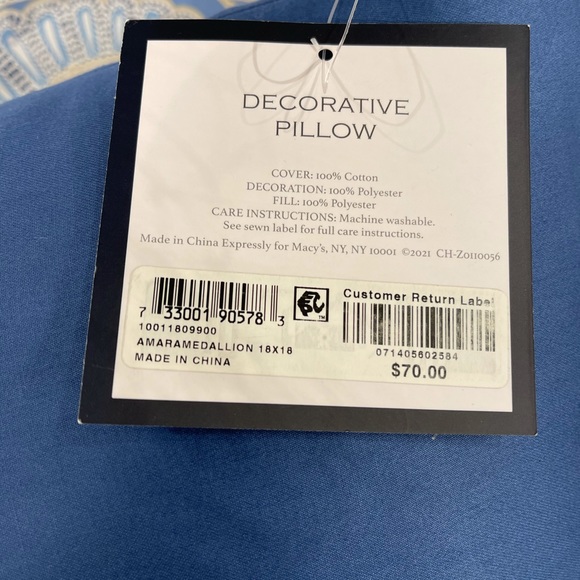 DECORATIVE
PILLOW
COVER: 100% Cotton
DECORATION: 100% Polyester
FILL: 100% Polyester
CARE INSTRUCTIONS: Machine washable.
See sewn label for full care instructions.
Made in China Expressly for Macy's, NY, NY 10001 ©2021 CH-Z0110056
7 33001 90578 3
10011809900
AMARAMEDALLION 18X18
MADE IN CHINA
Customer Return Label
071405602584
$70.00